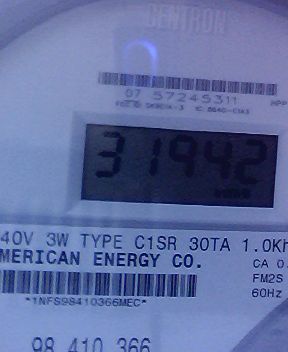 CENTRON
07 57245311
31942
40V 3W TYPE C1SR 30TA 1.0Kh
MERICAN ENERGY CO.
CA 0.
FM2S
60Hz
*1NFS98410366MEC*
98 410 366